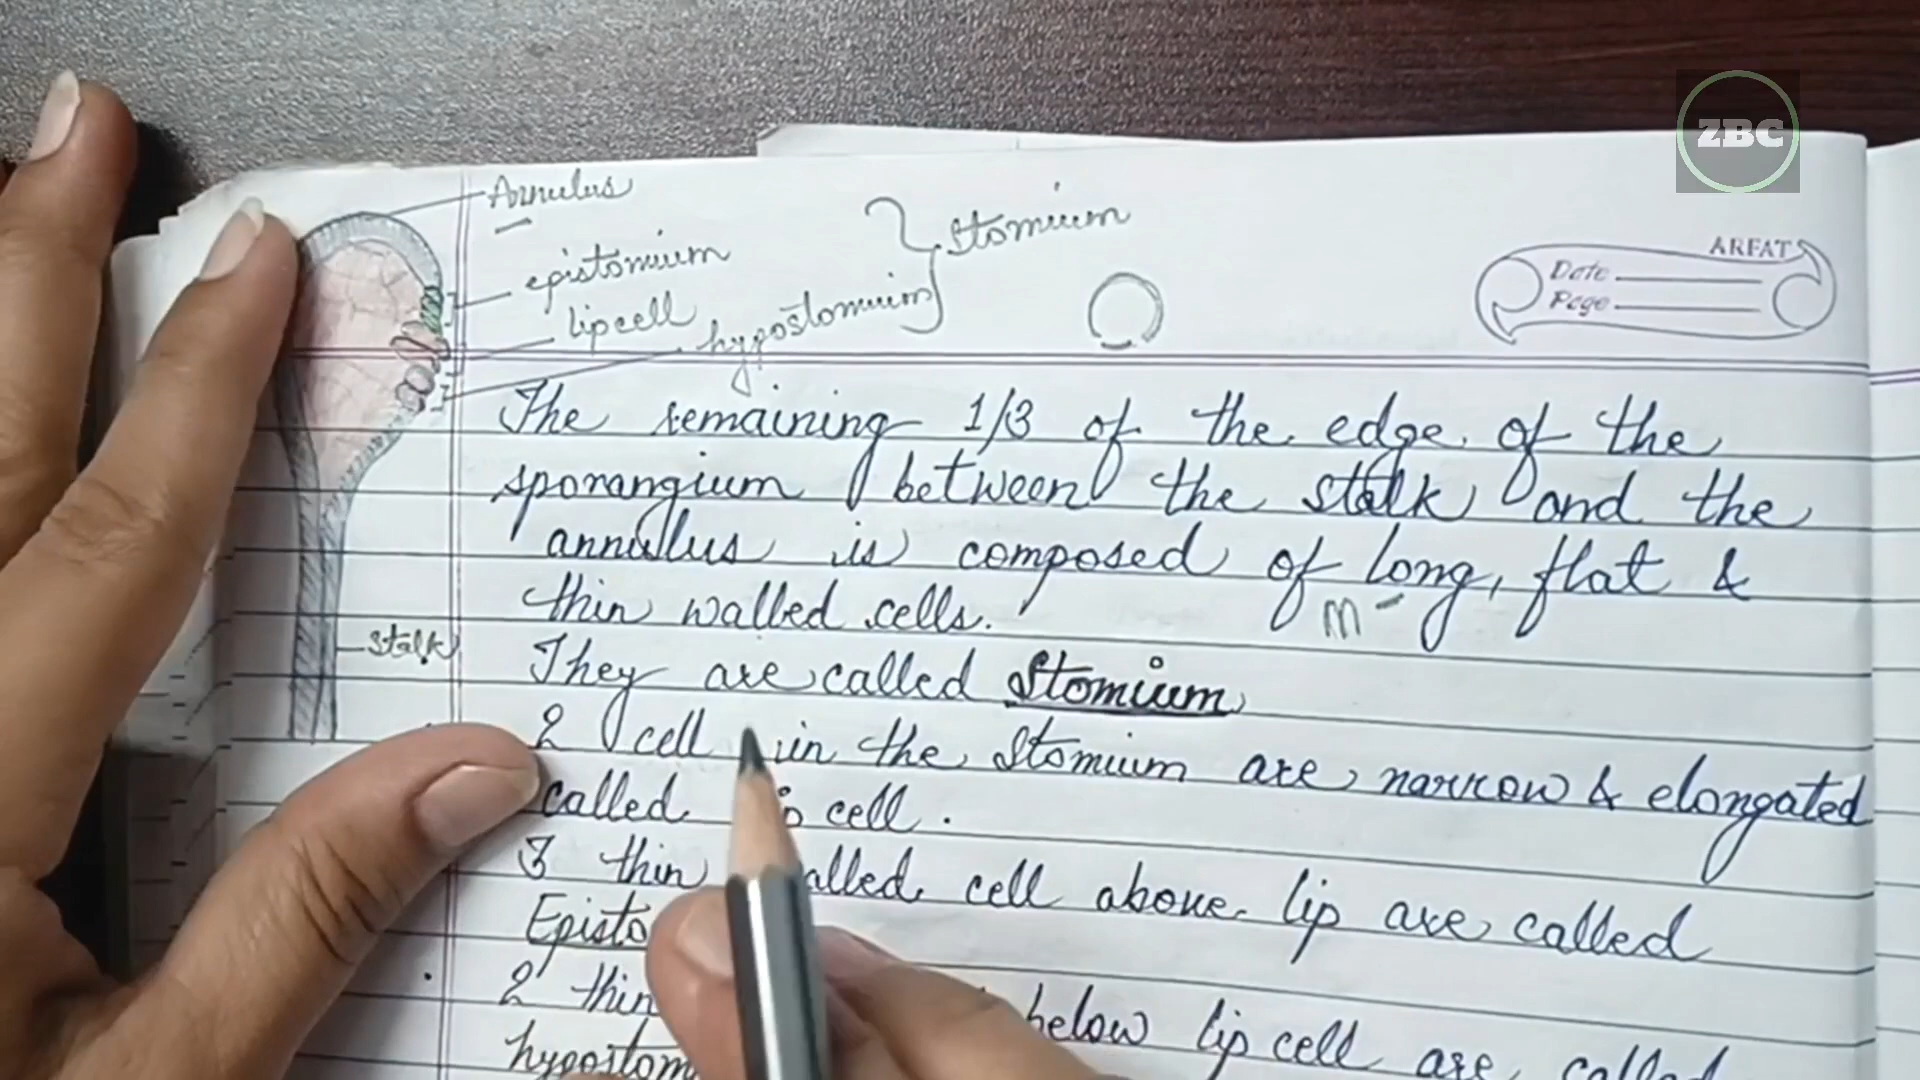 ZBC
Annulus
epistomium
Stomium
lip cell
hypostomium
ARFAT
Date
Page
The remaining 1/3 of the edge of the
sporangium between the stalk and the
annulus is composed of long, flat &
thin walled cells.
m
Stalk
They are called Stomium
2 cell in the Stomium are narrow & elongated
called cell.
3 thin cell above lip are called
2 thin below lip cell are called